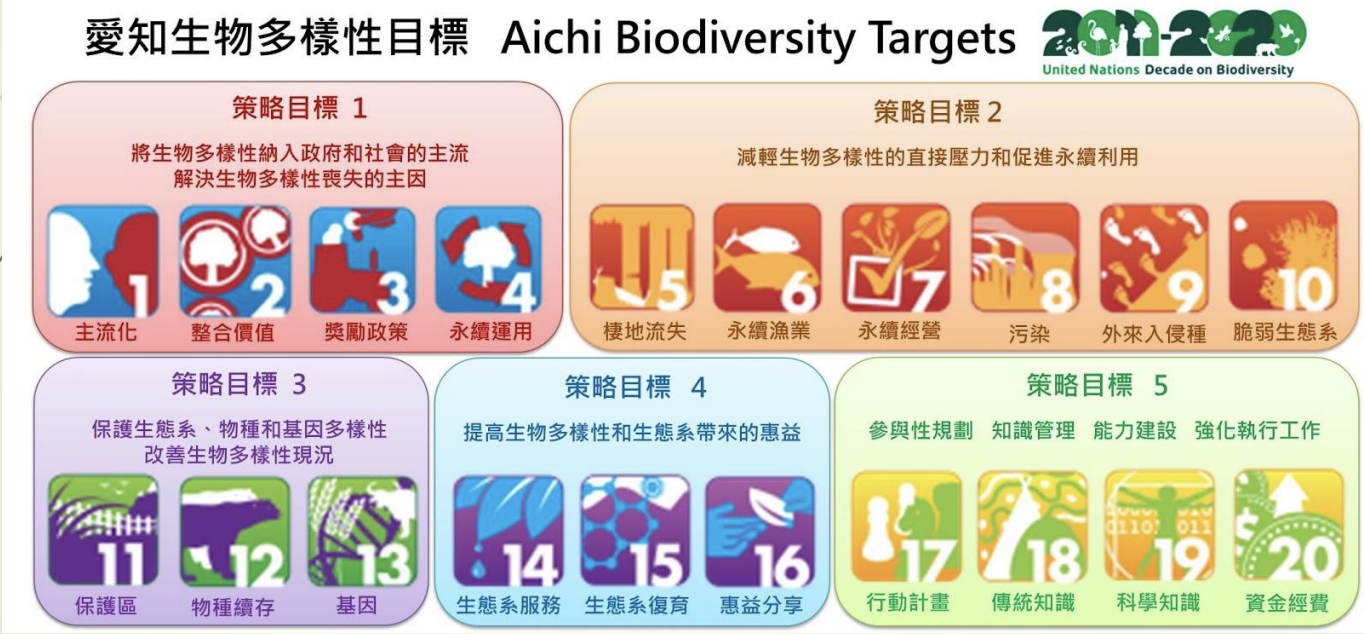 愛知生物多樣性目標 Aichi Biodiversity Targets
2011-2020
United Nations Decade on Biodiversity
策略目標 1
將生物多樣性納入政府和社會的主流
解決生物多樣性喪失的主因
1
2
3
4
主流化
整合價值
獎勵政策
永續運用
策略目標 2
減輕生物多樣性的直接壓力和促進永續利用
5
6
7
8
9
10
棲地流失
永續漁業
永續經營
污染
外來入侵種
脆弱生態系
策略目標 3
保護生態系、物種和基因多樣性
改善生物多樣性現況
11
12
13
保護區
物種續存
基因
策略目標 4
提高生物多樣性和生態系帶來的惠益
14
15
16
生態系服務
生態系復育
惠益分享
策略目標 5
參與性規劃 知識管理 能力建設 強化執行工作
17
18
19
$
20
行動計畫
傳統知識
科學知識
資金經費